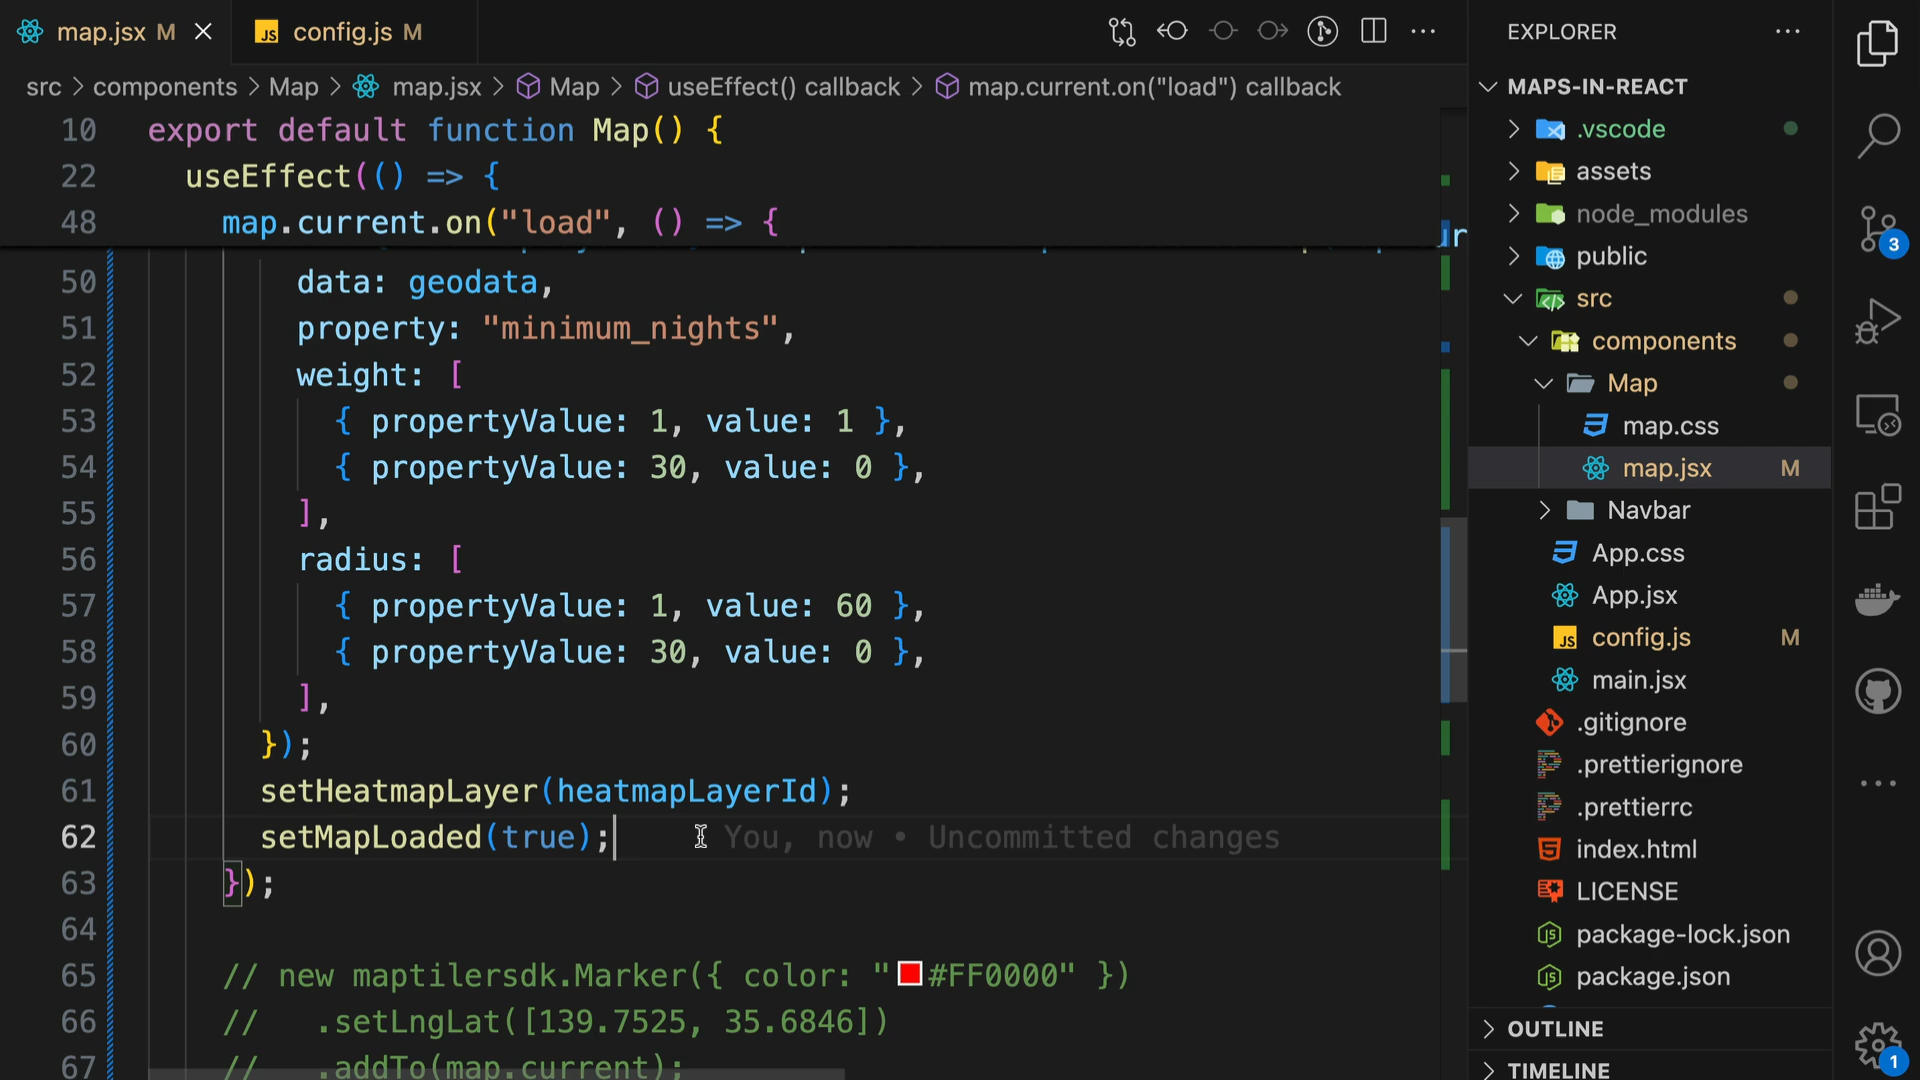 map.jsx M
config.js M
EXPLORER
src > components > Map > map.jsx > Map > useEffect() callback > map.current.on("load") callback
10 export default function Map() {
22 useEffect(() => {
48 map.current.on("load", () => {
50 data: geodata,
51 property: "minimum_nights",
52 weight: [
53 { propertyValue: 1, value: 1 },
54 { propertyValue: 30, value: 0 },
55 ],
56 radius: [
57 { propertyValue: 1, value: 60 },
58 { propertyValue: 30, value: 0 },
59 ],
60 });
61 setHeatmapLayer(heatmapLayerId);
62 setMapLoaded(true); You, now • Uncommitted changes
63 });
64
65 // new maptilersdk.Marker({ color: "#FF0000" })
66 // .setLngLat([139.7525, 35.6846])
67 // .addTo(map.current);
MAPS-IN-REACT
.vscode
assets
node_modules
public
src
components
Map
map.css
map.jsx M
Navbar
App.css
App.jsx
JS config.js M
main.jsx
.gitignore
.prettierignore
.prettierrc
index.html
LICENSE
package-lock.json
package.json
OUTLINE
TIMELINE
3
1